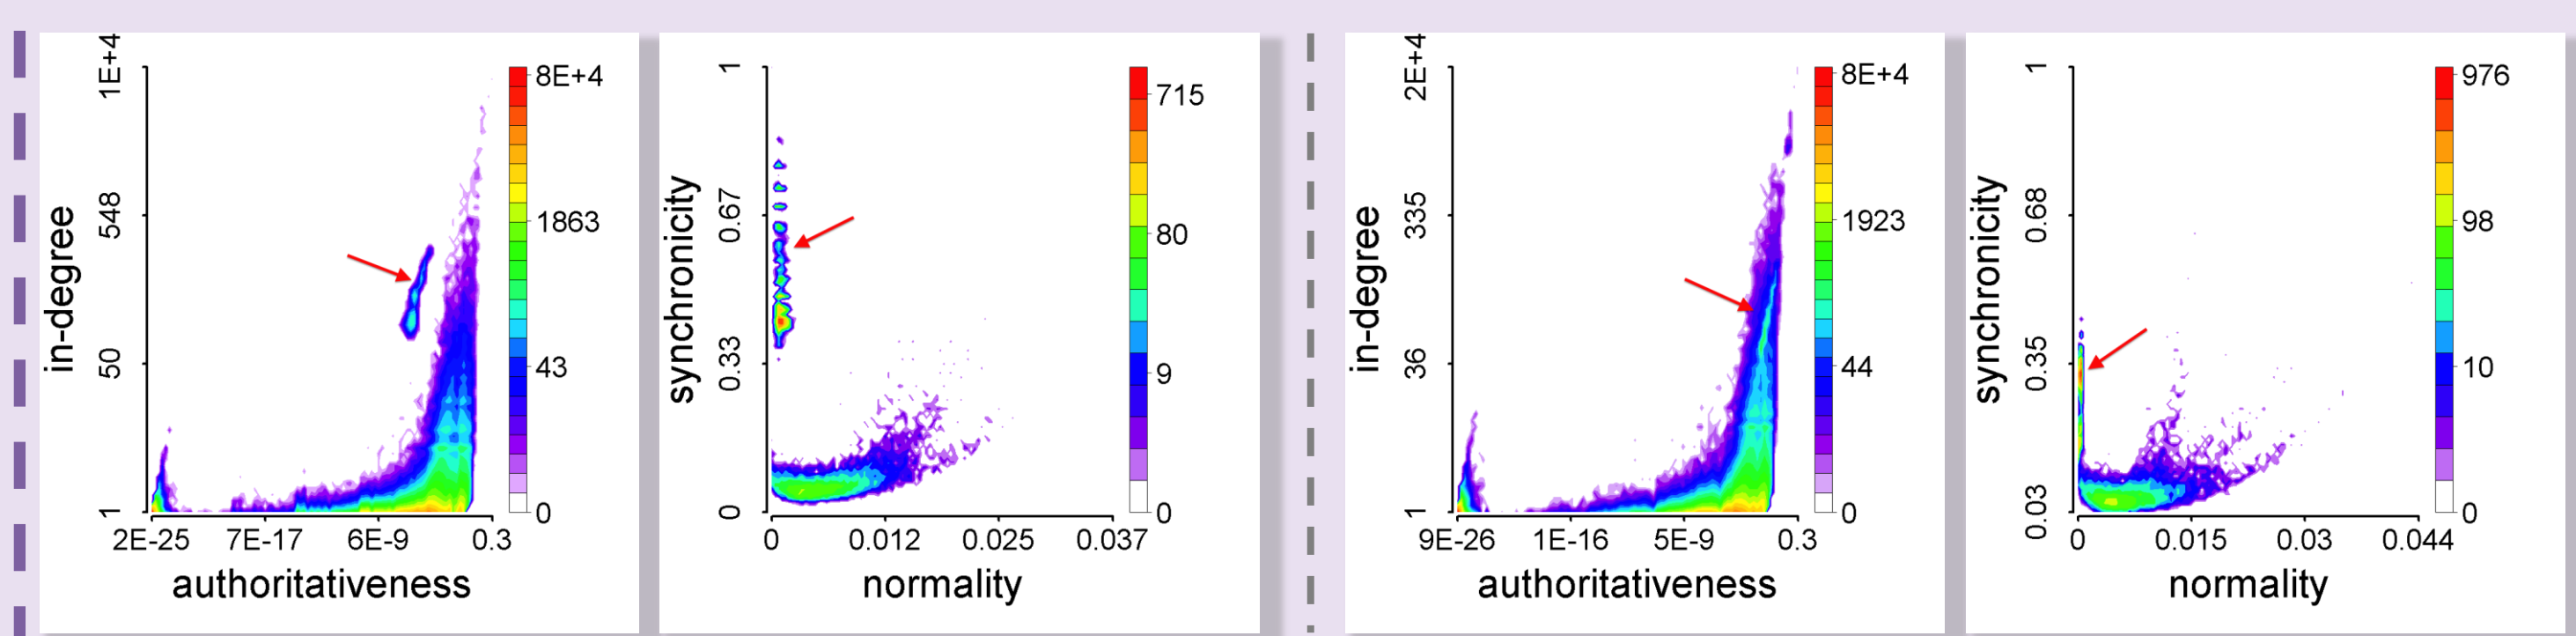 in-degree
1E+4
548
50
1
2E-25 7E-17 6E-9 0.3
authoritativeness
8E+4
1863
43
0
synchronicity
1
0.67
0.33
0
0 0.012 0.025 0.037
normality
715
80
9
0
in-degree
2E+4
335
36
1
9E-26 1E-16 5E-9 0.3
authoritativeness
8E+4
1923
44
0
synchronicity
1
0.68
0.35
0.03
0 0.015 0.03 0.044
normality
976
98
10
0